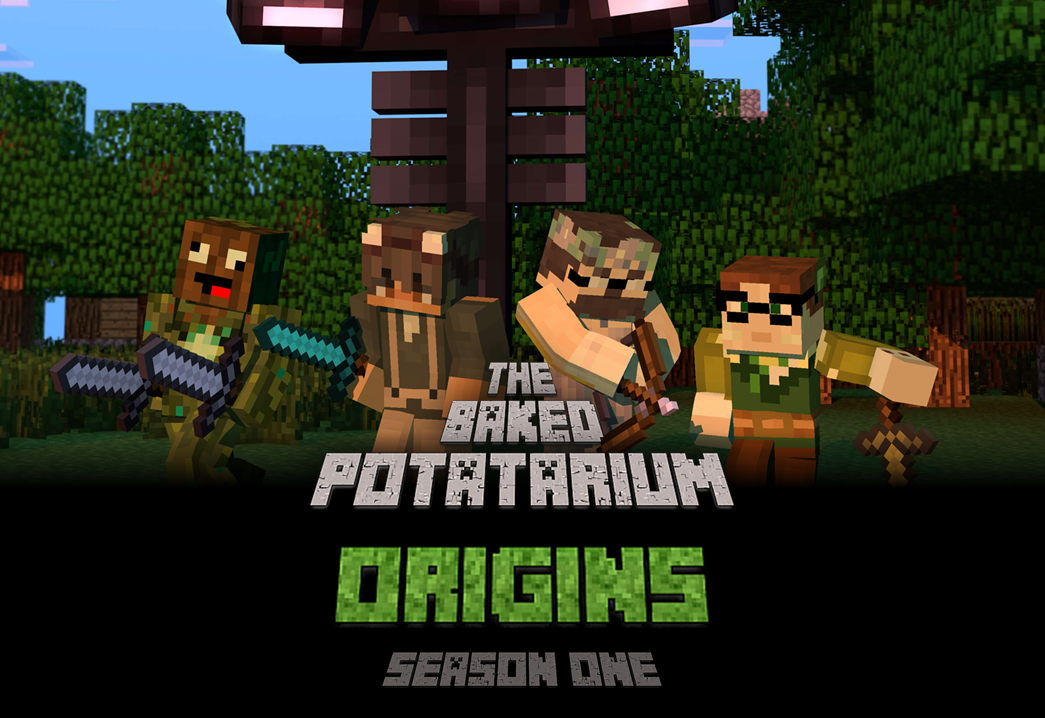 THE
BAKED
POTATARIUM
ORIGINS
SEASON ONE